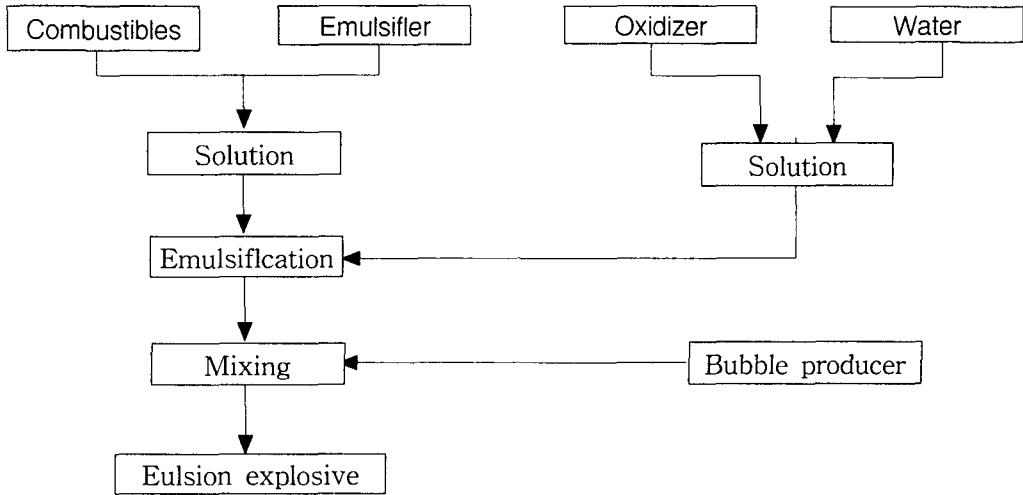 Combustibles
Emulsifler
Oxidizer
Water
Solution
Solution
Emulsiflcation
Mixing
Bubble producer
Eulsion explosive